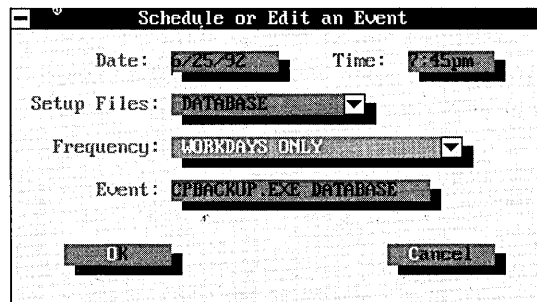 Schedule or Edit an Event
Date: 6/25/92 Time: 7:45pm
Setup Files: DATABASE
Frequency: WORKDAYS ONLY
Event: CPBACKUP.EXE DATABASE
OK Cancel